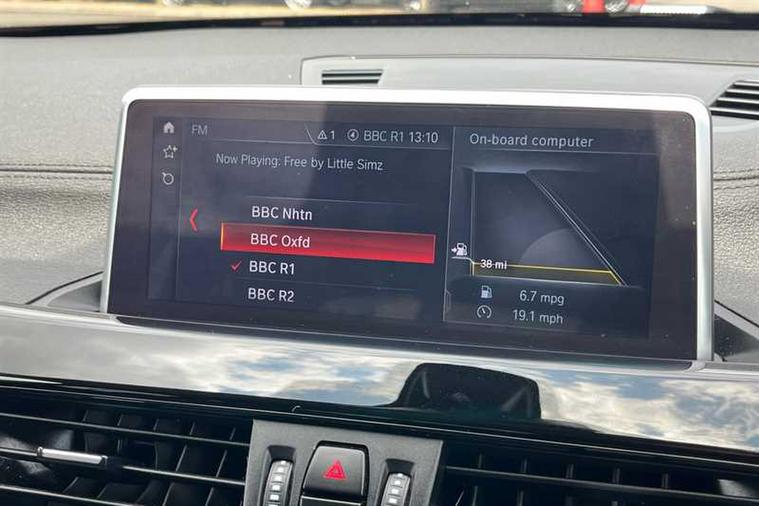 FM
1 4 BBC R1 13:10
Now Playing: Free by Little Simz
BBC Nhtn
BBC Oxfd
BBC R1
BBC R2
On-board computer
38 mi
6.7 mpg
19.1 mph